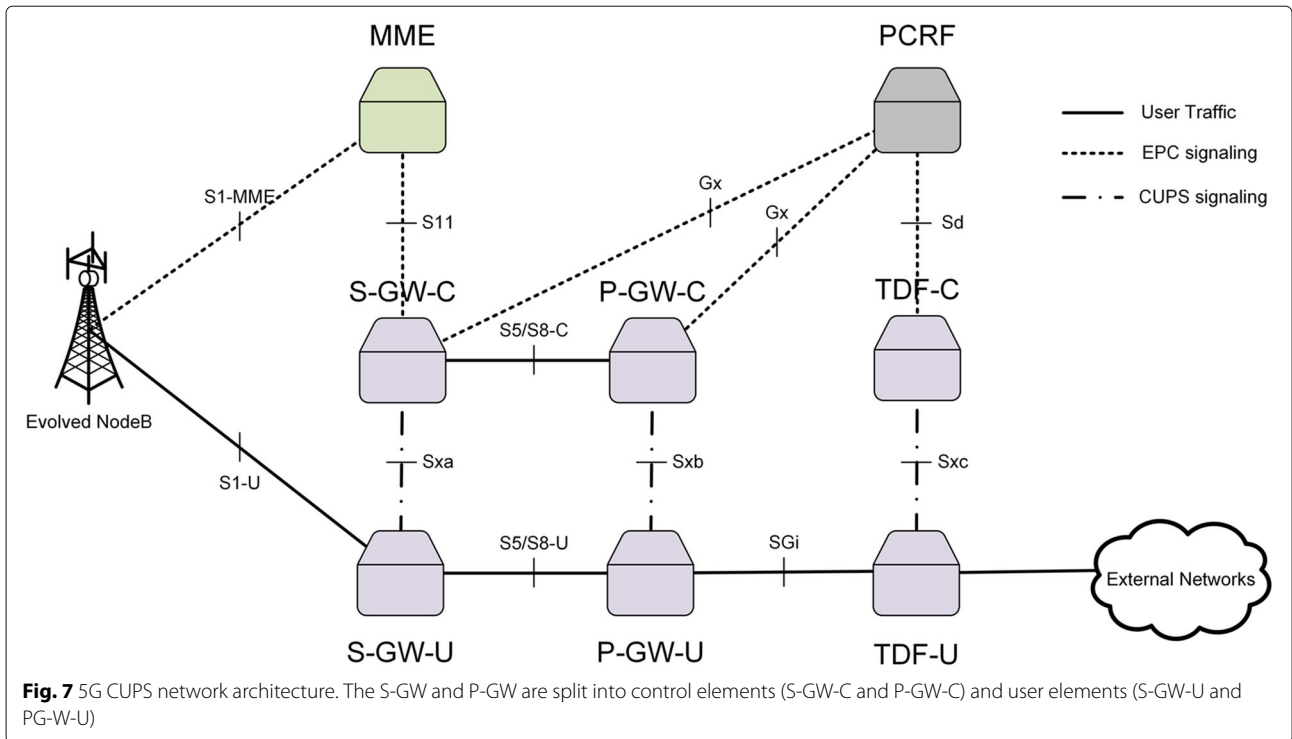 MME
PCRF
User Traffic
EPC signaling
CUPS signaling
S1-MME
S11
Gx
Gx
Sd
S-GW-C
P-GW-C
TDF-C
S5/S8-C
Evolved NodeB
S1-U
Sxa
Sxb
Sxc
S5/S8-U
SGi
External Networks
S-GW-U
P-GW-U
TDF-U
Fig. 7 5G CUPS network architecture. The S-GW and P-GW are split into control elements (S-GW-C and P-GW-C) and user elements (S-GW-U and
PG-W-U)